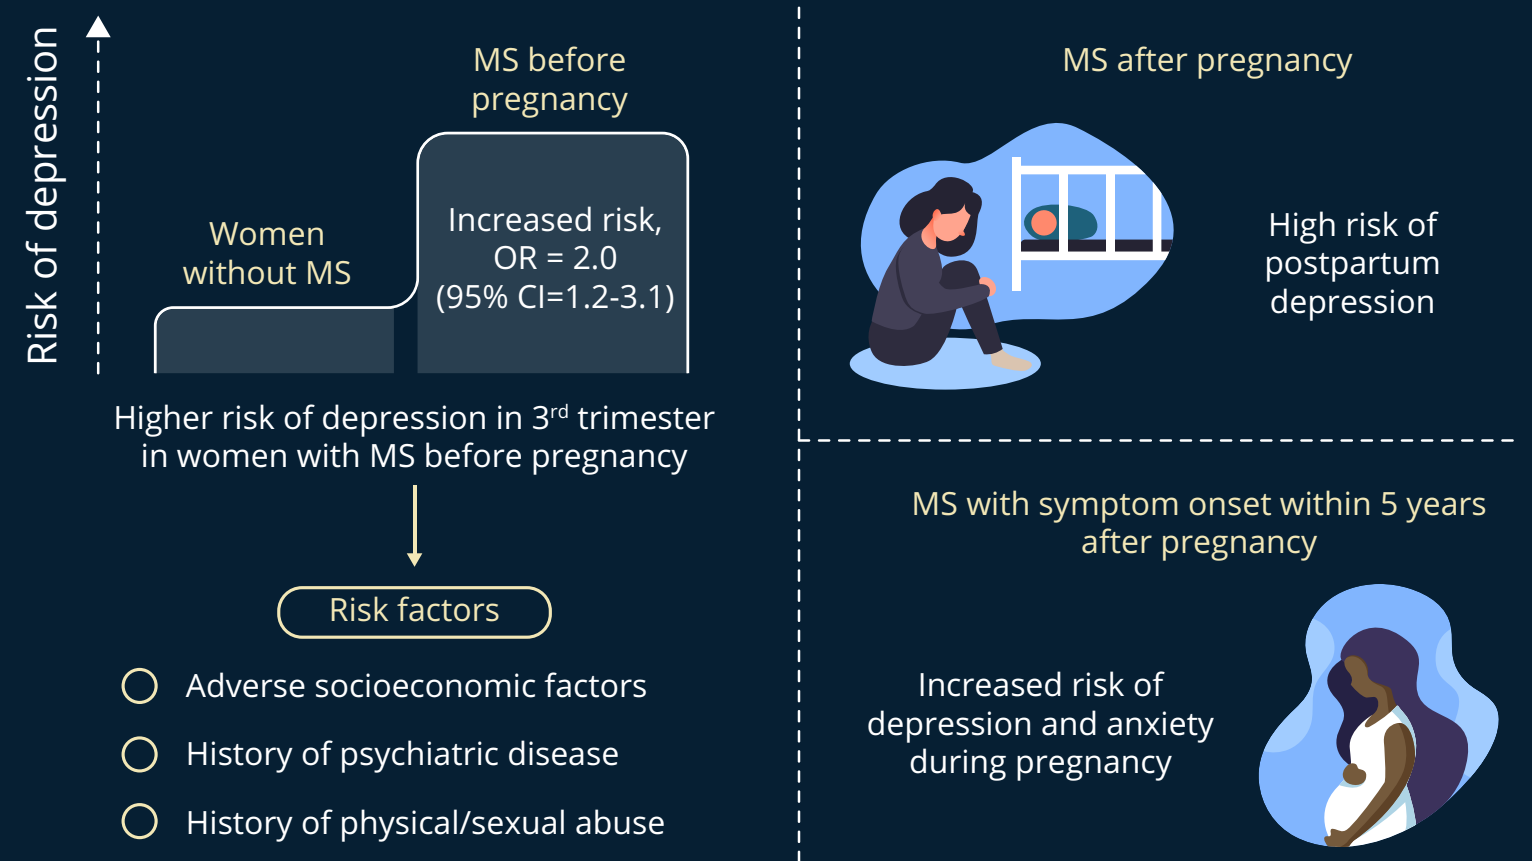 Risk of depression
MS before
pregnancy
Women
without MS
Increased risk,
OR = 2.0
(95% CI=1.2-3.1)
Higher risk of depression in 3rd trimester
in women with MS before pregnancy
Risk factors
Adverse socioeconomic factors
History of psychiatric disease
History of physical/sexual abuse
MS after pregnancy
High risk of
postpartum
depression
MS with symptom onset within 5 years
after pregnancy
Increased risk of
depression and anxiety
during pregnancy